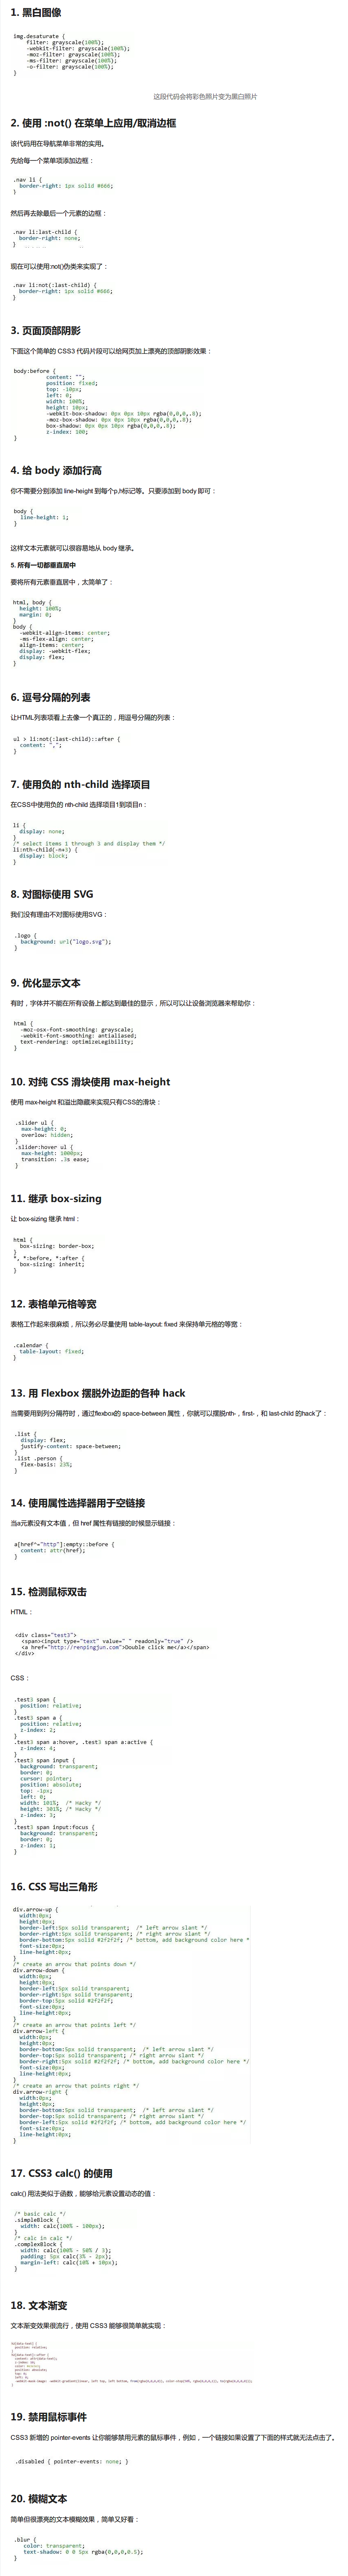 1. 黑白图像
img.desaturate {
filter: grayscale(100%);
-webkit-filter: grayscale(100%);
-moz-filter: grayscale(100%);
-ms-filter: grayscale(100%);
-o-filter: grayscale(100%);
}
这段代码会将彩色照片变为黑白照片
2. 使用 :not() 在菜单上应用/取消边框
该代码用在导航菜单非常的实用。
先给每一个菜单项添加边框：
.nav li {
border-right: 1px solid #666;
}
然后再去除最后一个元素的边框：
.nav li:last-child {
border-right: none;
}
现在可以使用:not()伪类来实现了：
.nav li:not(:last-child) {
border-right: 1px solid #666;
}
3. 页面顶部阴影
下面这个简单的 CSS3 代码片段可以给网页加上漂亮的顶部阴影效果：
body:before {
content: "";
position: fixed;
top: -10px;
left: 0;
width: 100%;
height: 10px;
-webkit-box-shadow: 0px 0px 10px rgba(0,0,0,.8);
-moz-box-shadow: 0px 0px 10px rgba(0,0,0,.8);
box-shadow: 0px 0px 10px rgba(0,0,0,.8);
z-index: 100;
}
4. 给 body 添加行高
你不需要分别添加 line-height 到每个p,h标记等。只要添加到 body 即可：
body {
line-height: 1;
}
这样文本元素就可以很容易地从 body 继承。
5. 所有一切都垂直居中
要将所有元素垂直居中，太简单了：
html, body {
height: 100%;
margin: 0;
}
body {
-webkit-align-items: center;
-ms-flex-align: center;
align-items: center;
display: -webkit-flex;
display: flex;
}
6. 逗号分隔的列表
让HTML列表项看上去像一个真正的，用逗号分隔的列表：
ul > li:not(:last-child)::after {
content: ",";
}
7. 使用负的 nth-child 选择项目
在CSS中使用负的 nth-child 选择项目1到项目n：
li {
display: none;
}
/* select items 1 through 3 and display them */
li:nth-child(-n+3) {
display: block;
}
8. 对图标使用 SVG
我们没有理由不对图标使用SVG：
.logo {
background: url("logo.svg");
}
9. 优化显示文本
有时，字体并不能在所有设备上都达到最佳的显示，所以可以让设备浏览器来帮助你：
html {
-moz-osx-font-smoothing: grayscale;
-webkit-font-smoothing: antialiased;
text-rendering: optimizeLegibility;
}
10. 对纯 CSS 滑块使用 max-height
使用 max-height 和溢出隐藏来实现只有CSS的滑块：
.slider ul {
max-height: 0;
overlow: hidden;
}
.slider:hover ul {
max-height: 1000px;
transition: .3s ease;
}
11. 继承 box-sizing
让 box-sizing 继承 html：
html {
box-sizing: border-box;
}
*, *:before, *:after {
box-sizing: inherit;
}
12. 表格单元格等宽
表格工作起来很麻烦，所以务必尽量使用 table-layout: fixed 来保持单元格的等宽：
.calendar {
table-layout: fixed;
}
13. 用 Flexbox 摆脱外边距的各种 hack
当需要用到列分隔符时，通过flexbox的 space-between 属性，你就可以摆脱nth-，first-，和 last-child 的hack了：
.list {
display: flex;
justify-content: space-between;
}
.list .person {
flex-basis: 23%;
}
14. 使用属性选择器用于空链接
当a元素没有文本值，但 href 属性有链接的时候显示链接：
a[href^="http"]:empty::before {
content: attr(href);
}
15. 检测鼠标双击
HTML：
<div class="test3">
<span><input type="text" value=" " readonly="true" />
<a href="http://renpingjun.com">Double click me</a></span>
</div>
CSS：
.test3 span {
position: relative;
}
.test3 span a {
position: relative;
z-index: 2;
}
.test3 span a:hover, .test3 span a:active {
z-index: 4;
}
.test3 span input {
background: transparent;
border: 0;
cursor: pointer;
position: absolute;
top: -1px;
left: 0;
width: 101%; /* Hacky */
height: 301%; /* Hacky */
z-index: 3;
}
.test3 span input:focus {
background: transparent;
border: 0;
z-index: 1;
}
16. CSS 写出三角形
div.arrow-up {
width:0px;
height:0px;
border-left:5px solid transparent; /* left arrow slant */
border-right:5px solid transparent; /* right arrow slant */
border-bottom:5px solid #2f2f2f; /* bottom, add background color here *
font-size:0px;
line-height:0px;
}
/* create an arrow that points down */
div.arrow-down {
width:0px;
height:0px;
border-left:5px solid transparent;
border-right:5px solid transparent;
border-top:5px solid #2f2f2f;
font-size:0px;
line-height:0px;
}
/* create an arrow that points left */
div.arrow-left {
width:0px;
height:0px;
border-bottom:5px solid transparent; /* left arrow slant */
border-top:5px solid transparent; /* right arrow slant */
border-right:5px solid #2f2f2f; /* bottom, add background color here */
font-size:0px;
line-height:0px;
}
/* create an arrow that points right */
div.arrow-right {
width:0px;
height:0px;
border-bottom:5px solid transparent; /* left arrow slant */
border-top:5px solid transparent; /* right arrow slant */
border-left:5px solid #2f2f2f; /* bottom, add background color here */
font-size:0px;
line-height:0px;
}
17. CSS3 calc() 的使用
calc() 用法类似于函数，能够给元素设置动态的值：
/* basic calc */
.simpleBlock {
width: calc(100% - 100px);
}
/* calc in calc */
.complexBlock {
width: calc(100% - 50% / 3);
padding: 5px calc(3% - 2px);
margin-left: calc(10% + 10px);
}
18. 文本渐变
文本渐变效果很流行，使用 CSS3 能够很简单就实现：
h2[data-text] {
position: relative;
}
h2[data-text]::after {
content: attr(data-text);
z-index: 10;
color: #e3e3e3;
position: absolute;
top: 0;
left: 0;
19. 禁用鼠标事件
CSS3 新增的 pointer-events 让你能够禁用元素的鼠标事件，例如，一个链接如果设置了下面的样式就无法点击了。
.disabled { pointer-events: none; }
20. 模糊文本
简单但很漂亮的文本模糊效果，简单又好看：
.blur {
color: transparent;
text-shadow: 0 0 5px rgba(0,0,0,0.5);
}